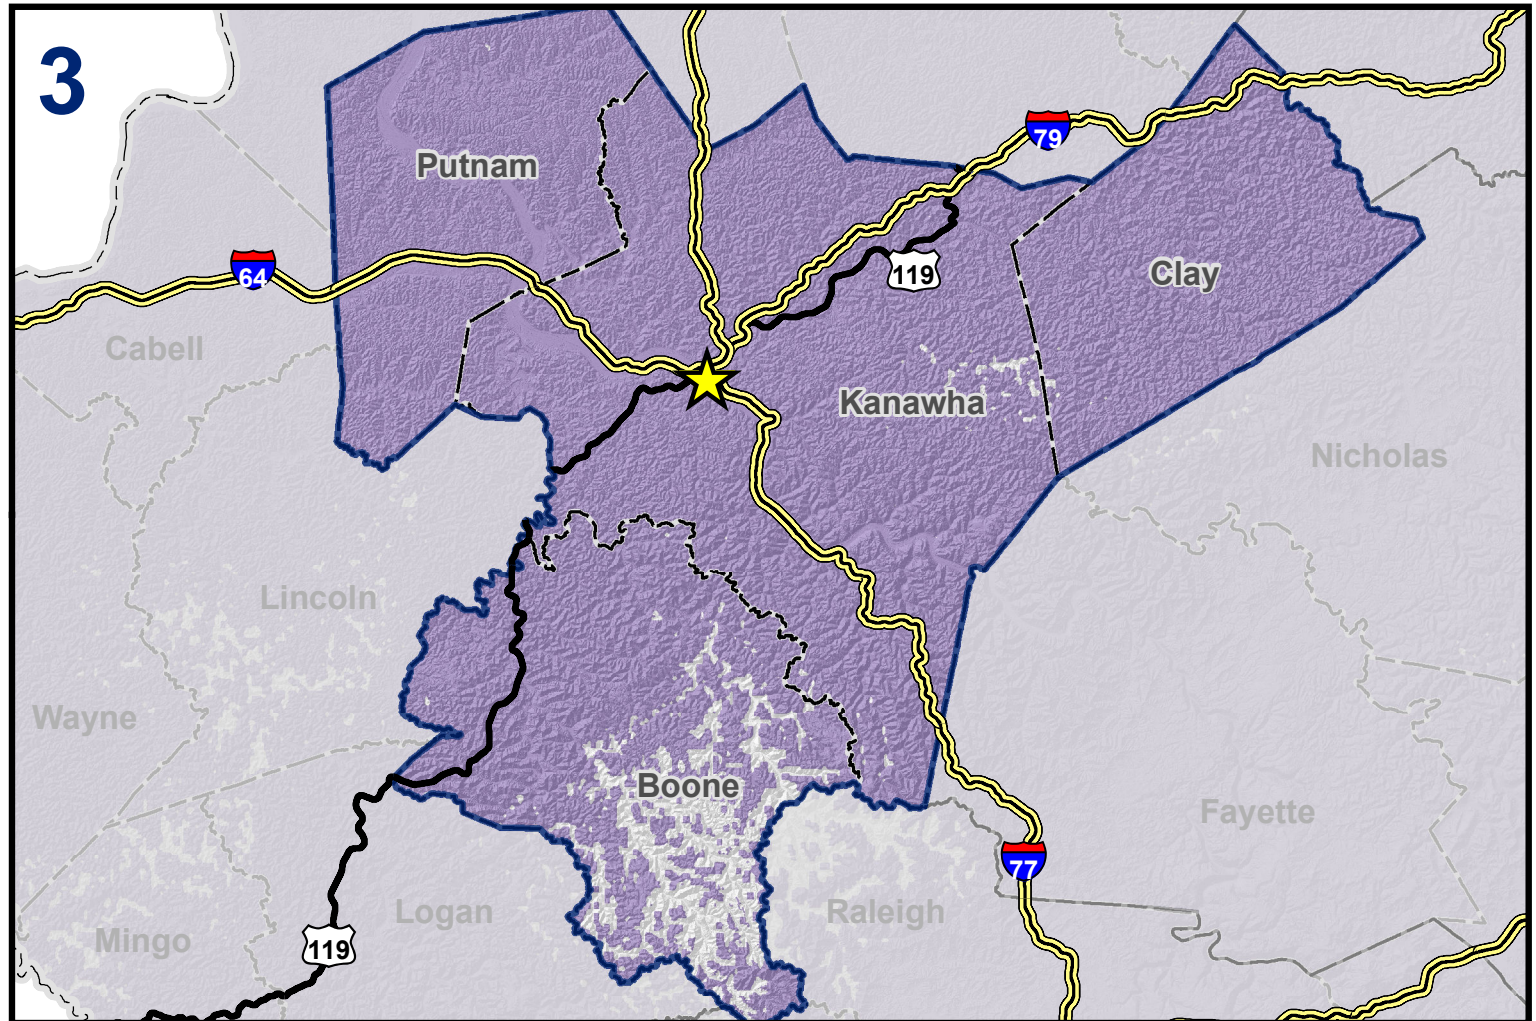 3
79
Putnam
119
Clay
64
Cabell
Kanawha
Nicholas
Lincoln
Wayne
Boone
Fayette
77
Logan
Raleigh
Mingo
119